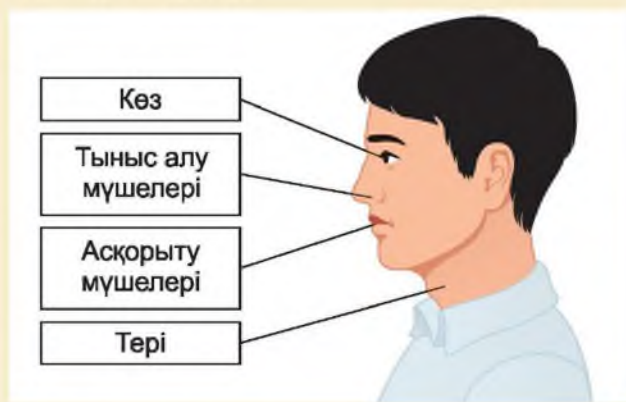 Көз
Тыныс алу
мүшелері
Асқорыту
мүшелері
Тері